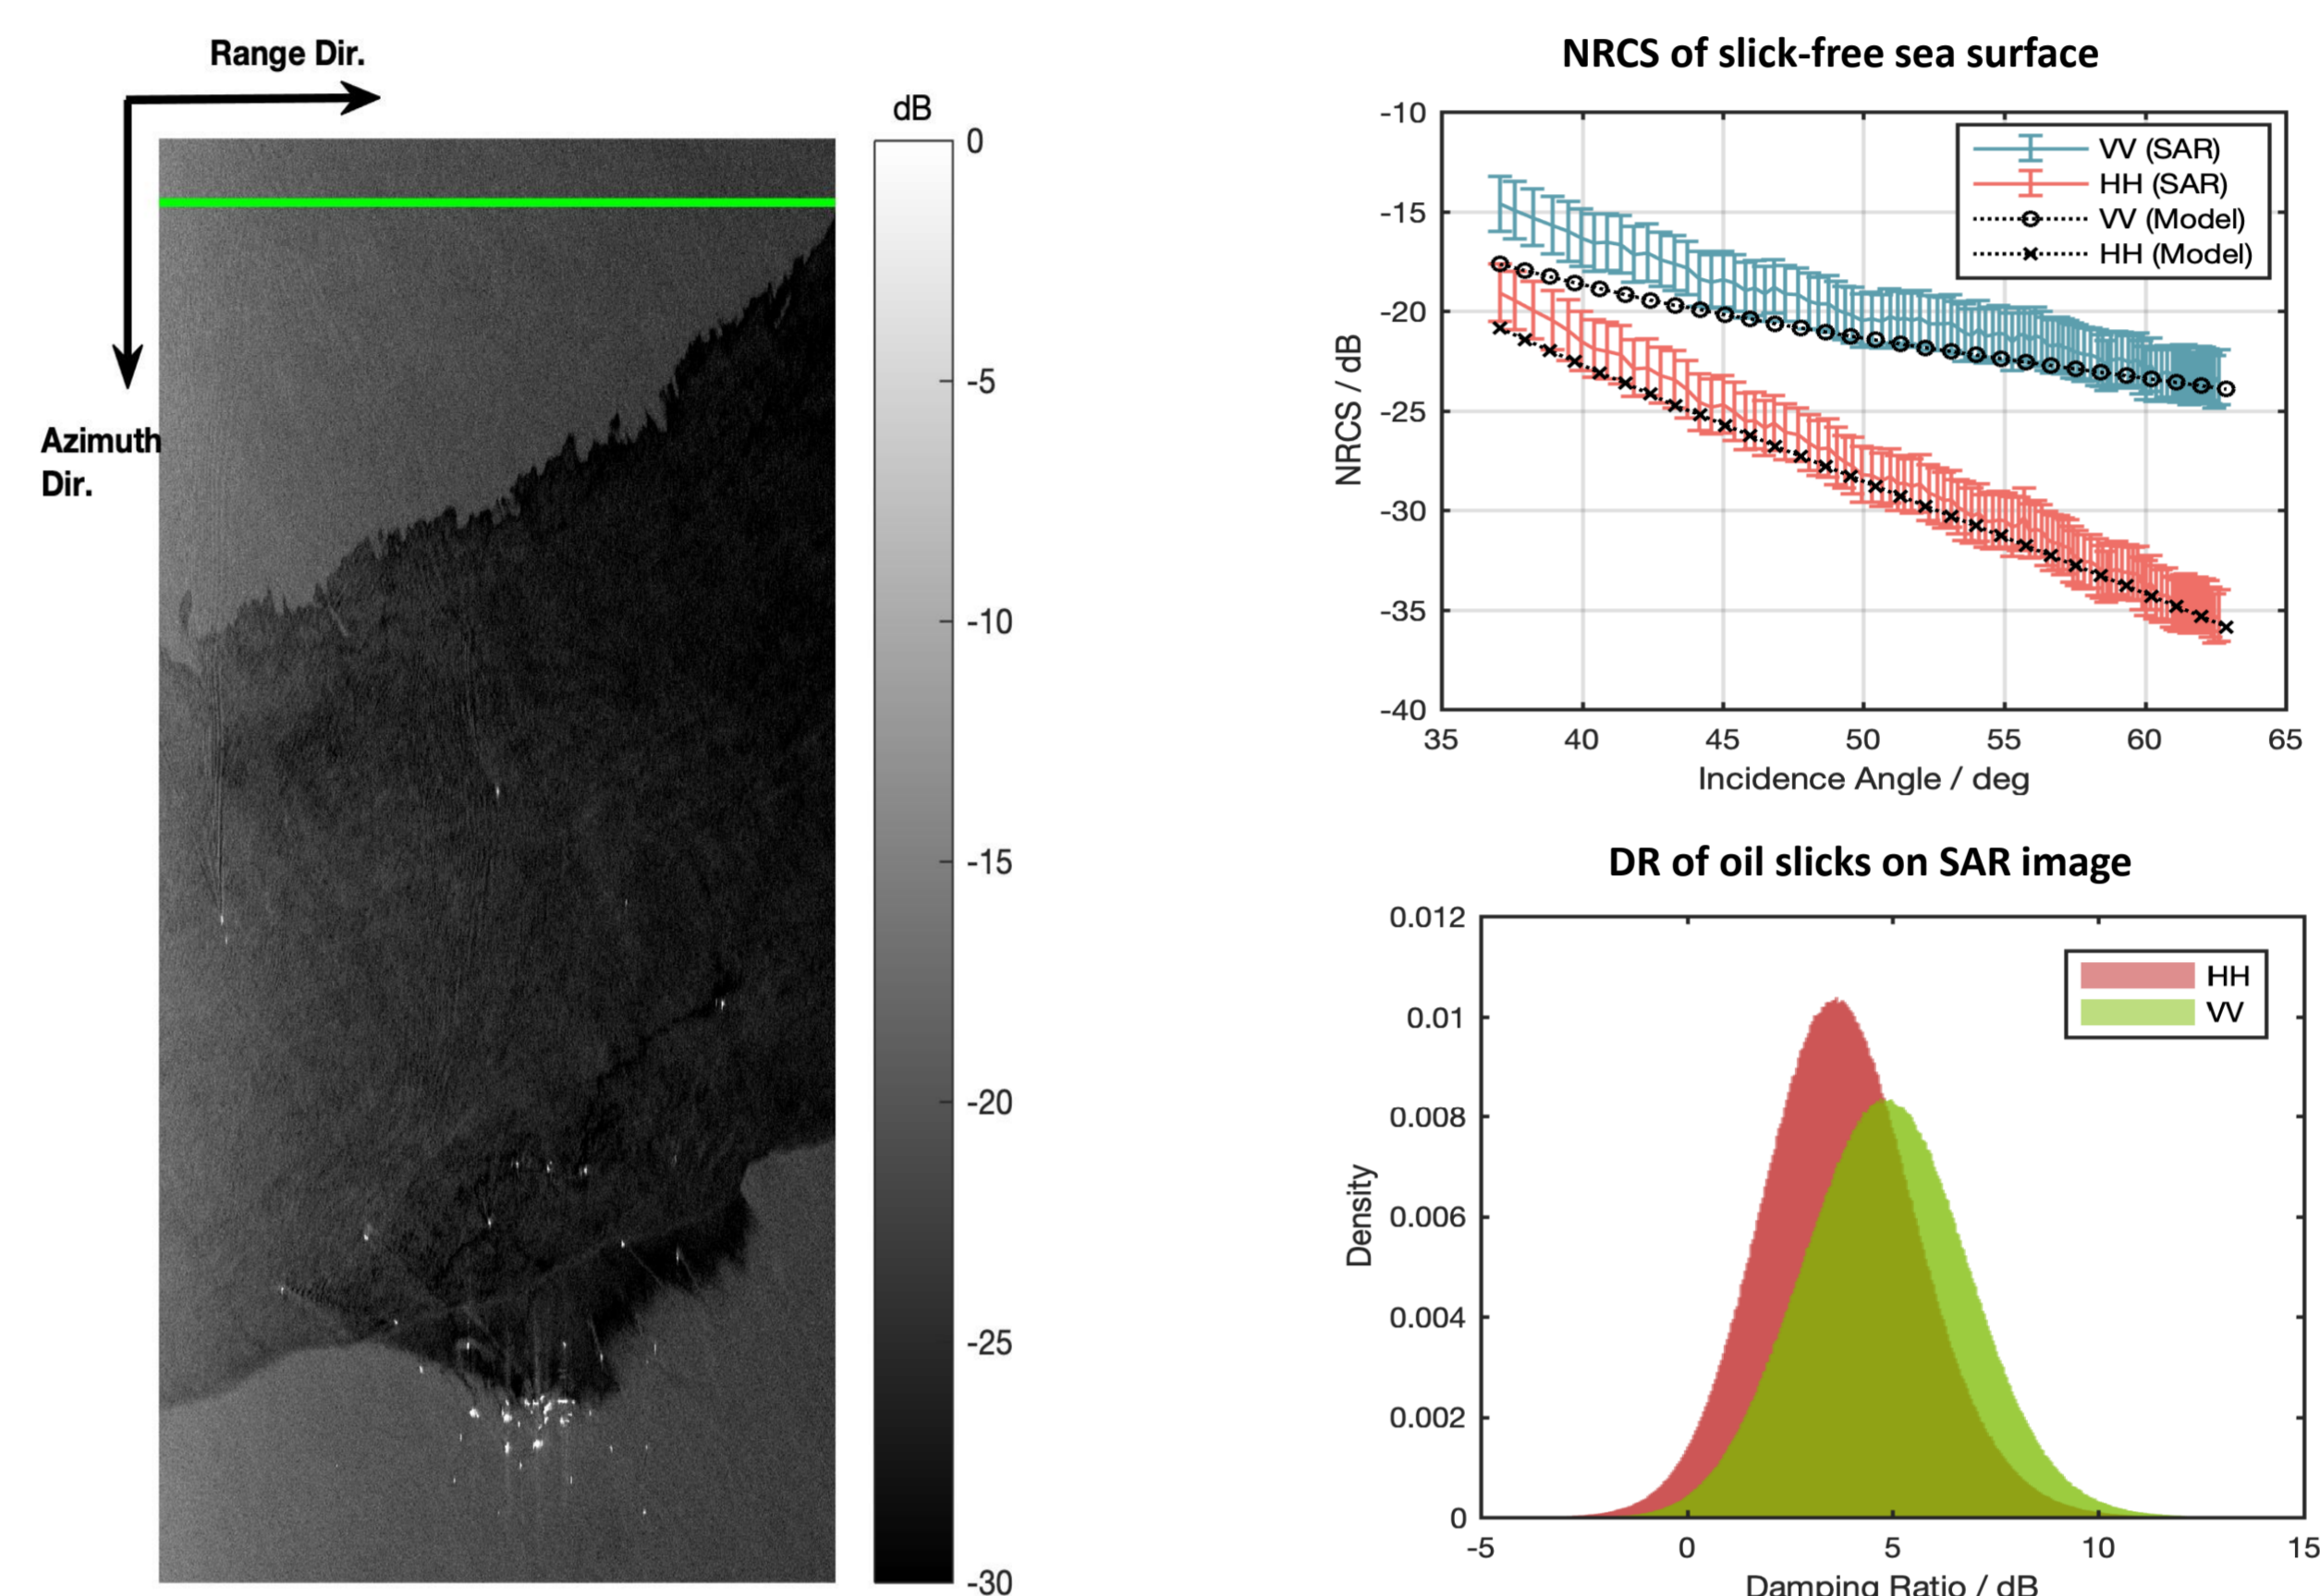 Range Dir.
Azimuth
Dir.
dB
0
-5
-10
-15
-20
-25
-30
NRCS of slick-free sea surface
-10
-15
-20
-25
-30
-35
-40
NRCS / dB
VV (SAR)
HH (SAR)
VV (Model)
HH (Model)
35 40 45 50 55 60 65
Incidence Angle / deg
DR of oil slicks on SAR image
0.012
0.01
0.008
0.006
0.004
0.002
0
Density
HH
VV
-5 0 5 10 15
Damping Ratio / dB